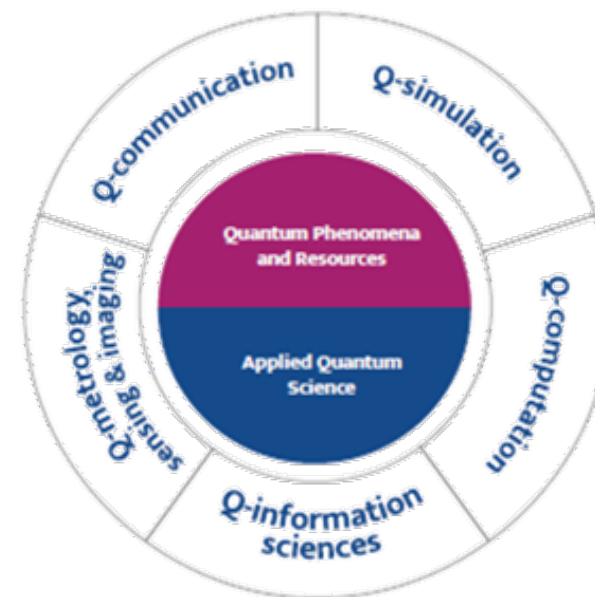 Q-communication
Q-simulation
Quantum Phenomena
and Resources
Applied Quantum
Science
Q-metrology,
sensing & imaging
Q-computation
Q-information
sciences